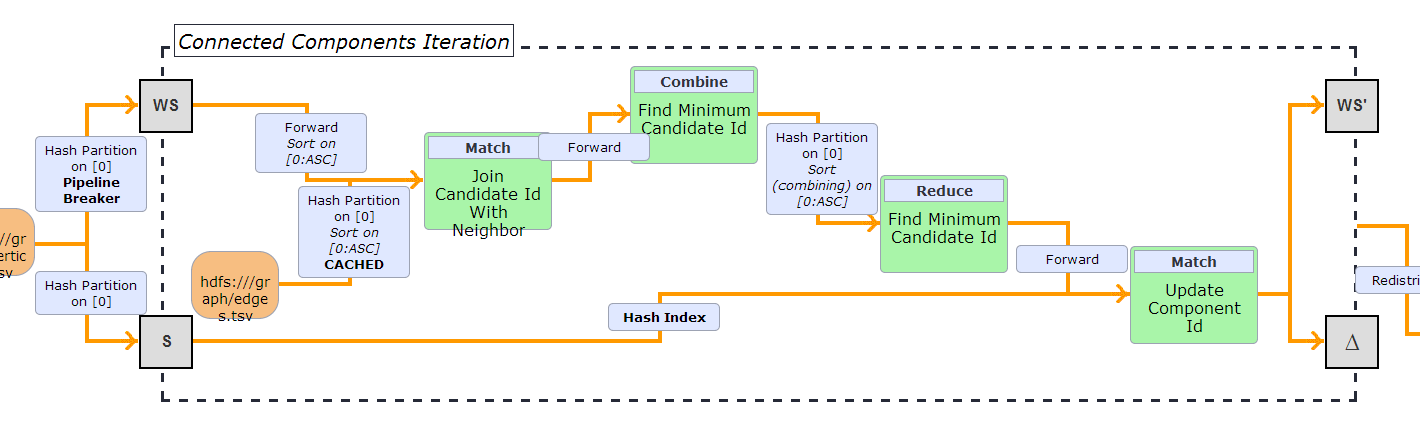 Connected Components Iteration
WS
Hash Partition
on [0]
Pipeline
Breaker
Hash Partition
on [0]
S
Forward
Sort on
[0:ASC]
Hash Partition
on [0]
Sort on
[0:ASC]
CACHED
hdfs:///gr
aph/edge
s.tsv
Match
Join
Candidate Id
With
Neighbor
Forward
Combine
Find Minimum
Candidate Id
Hash Partition
on [0]
Sort
(combining) on
[0:ASC]
Reduce
Find Minimum
Candidate Id
Forward
Hash Index
Match
Update
Component
Id
WS'
Δ